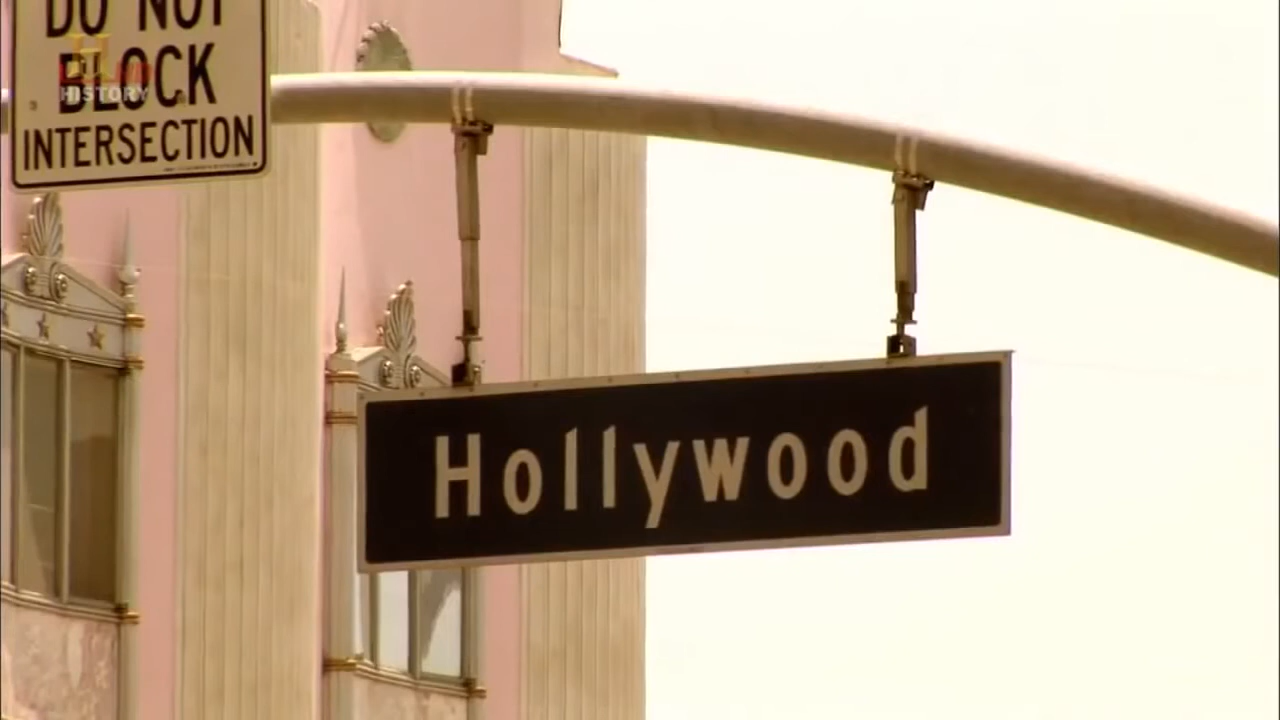 DO NOT
BLOCK
INTERSECTION
HISTORY
Hollywood